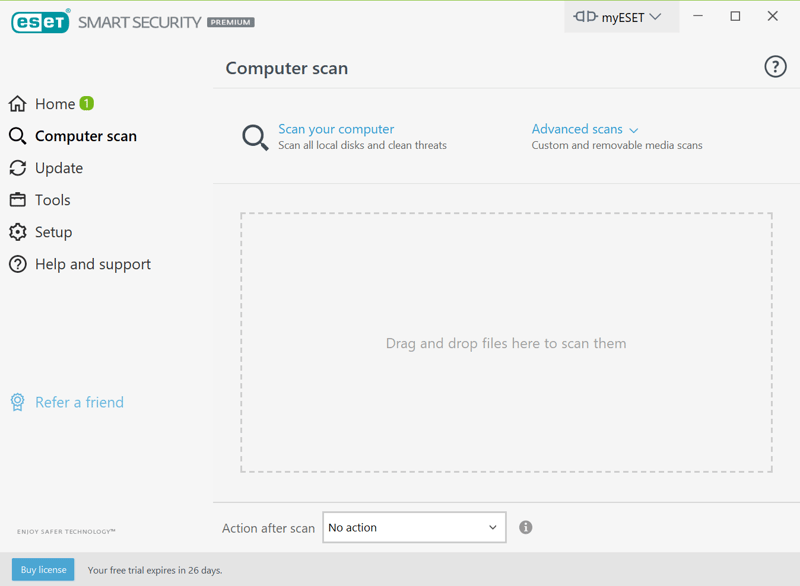 eseT SMART SECURITY PREMIUM
myESET
Computer scan
?
Home 1
Computer scan
Update
Tools
Setup
Help and support
Refer a friend
ENJOY SAFER TECHNOLOGY™
Scan your computer
Scan all local disks and clean threats
Advanced scans
Custom and removable media scans
Drag and drop files here to scan them
Action after scan No action
Buy license Your free trial expires in 26 days.